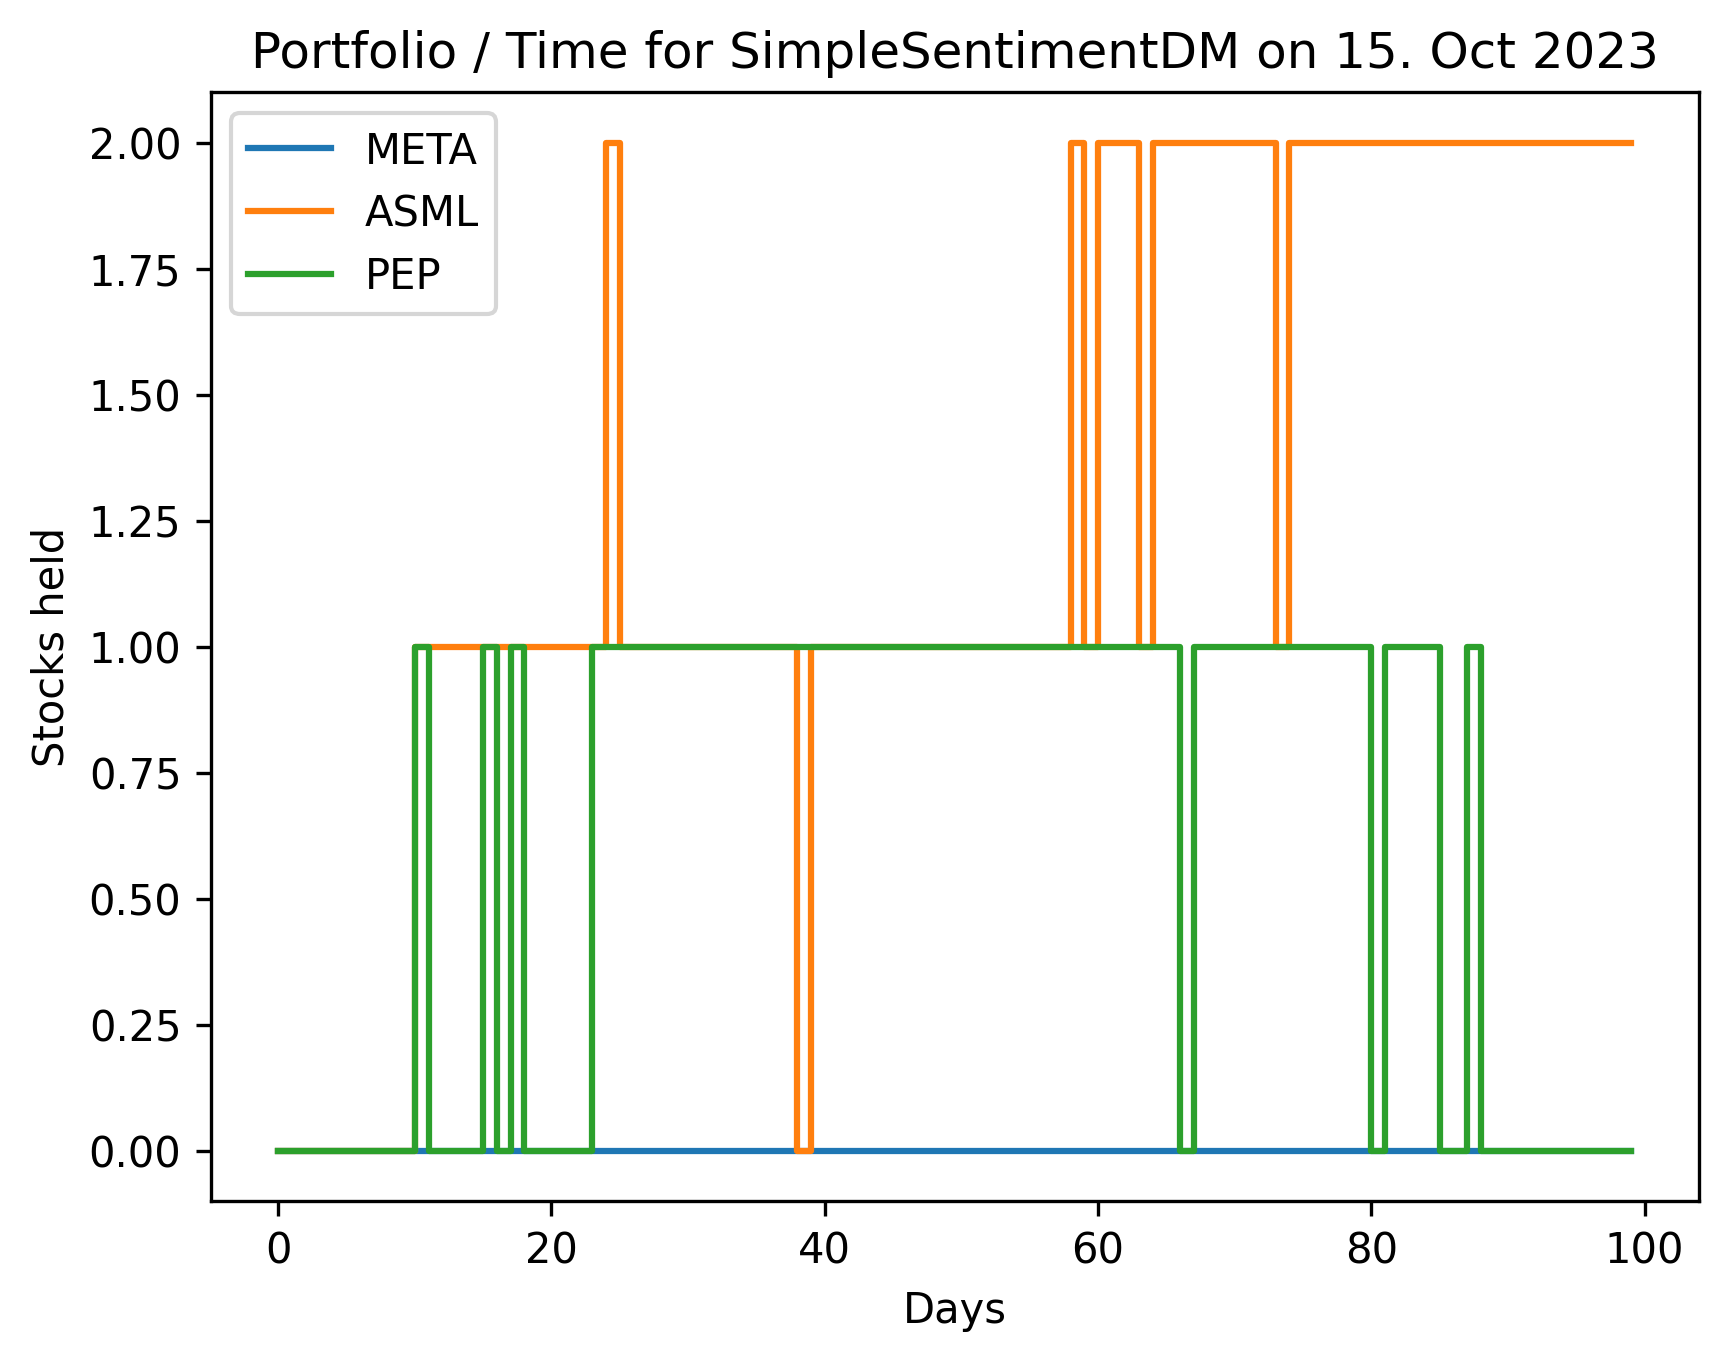 Portfolio / Time for SimpleSentimentDM on 15. Oct 2023
META
ASML
PEP
2.00
1.75
1.50
1.25
1.00
0.75
0.50
0.25
0.00
Stocks held
0 20 40 60 80 100
Days